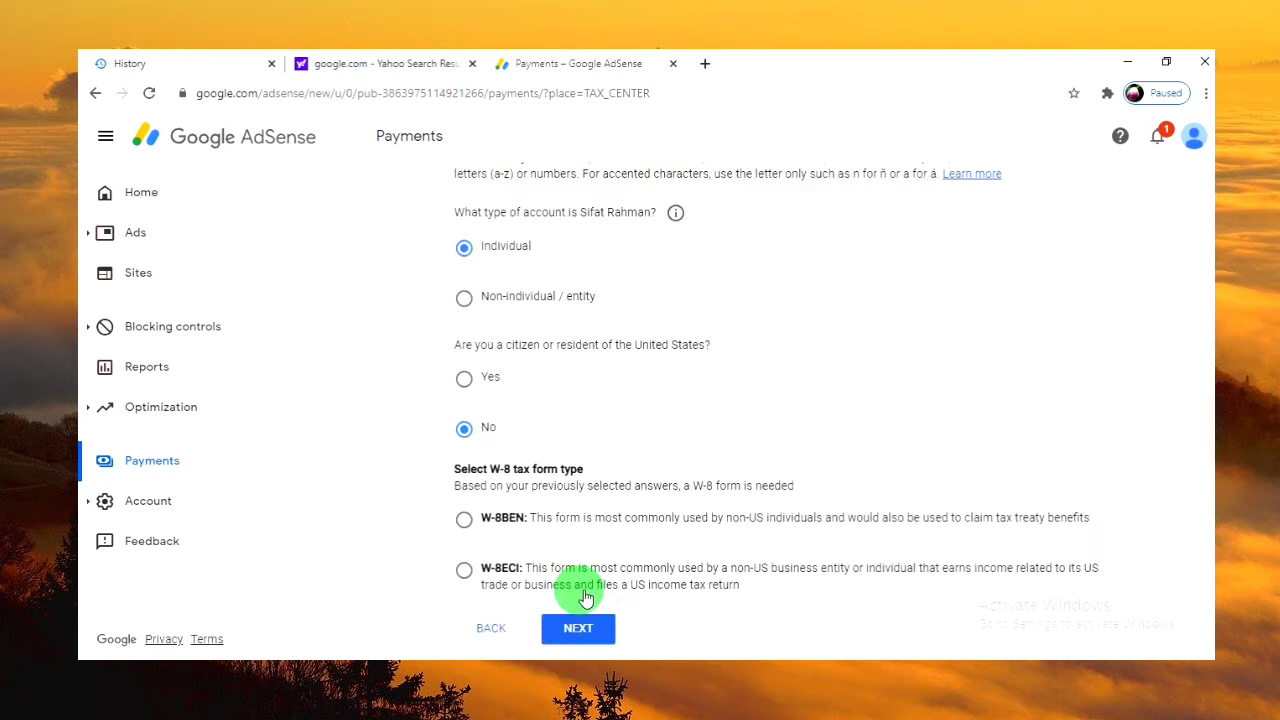 History
google.com - Yahoo Search Resu
Payments – Google AdSense
google.com/adsense/new/u/0/pub-3863975114921266/payments/?place=TAX_CENTER
Paused
Google AdSense
Payments
1
Home
Ads
Sites
Blocking controls
Reports
Optimization
Payments
Account
Feedback
Google Privacy Terms
letters (a-z) or numbers. For accented characters, use the letter only such as n for ñ or a for á. Learn more
What type of account is Sifat Rahman?
Individual
Non-individual / entity
Are you a citizen or resident of the United States?
Yes
No
Select W-8 tax form type
Based on your previously selected answers, a W-8 form is needed
W-8BEN: This form is most commonly used by non-US individuals and would also be used to claim tax treaty benefits
W-8ECI: This form is most commonly used by a non-US business entity or individual that earns income related to its US
trade or business and files a US income tax return
BACK
NEXT
Activate Windows
Go to Settings to activate Windows.